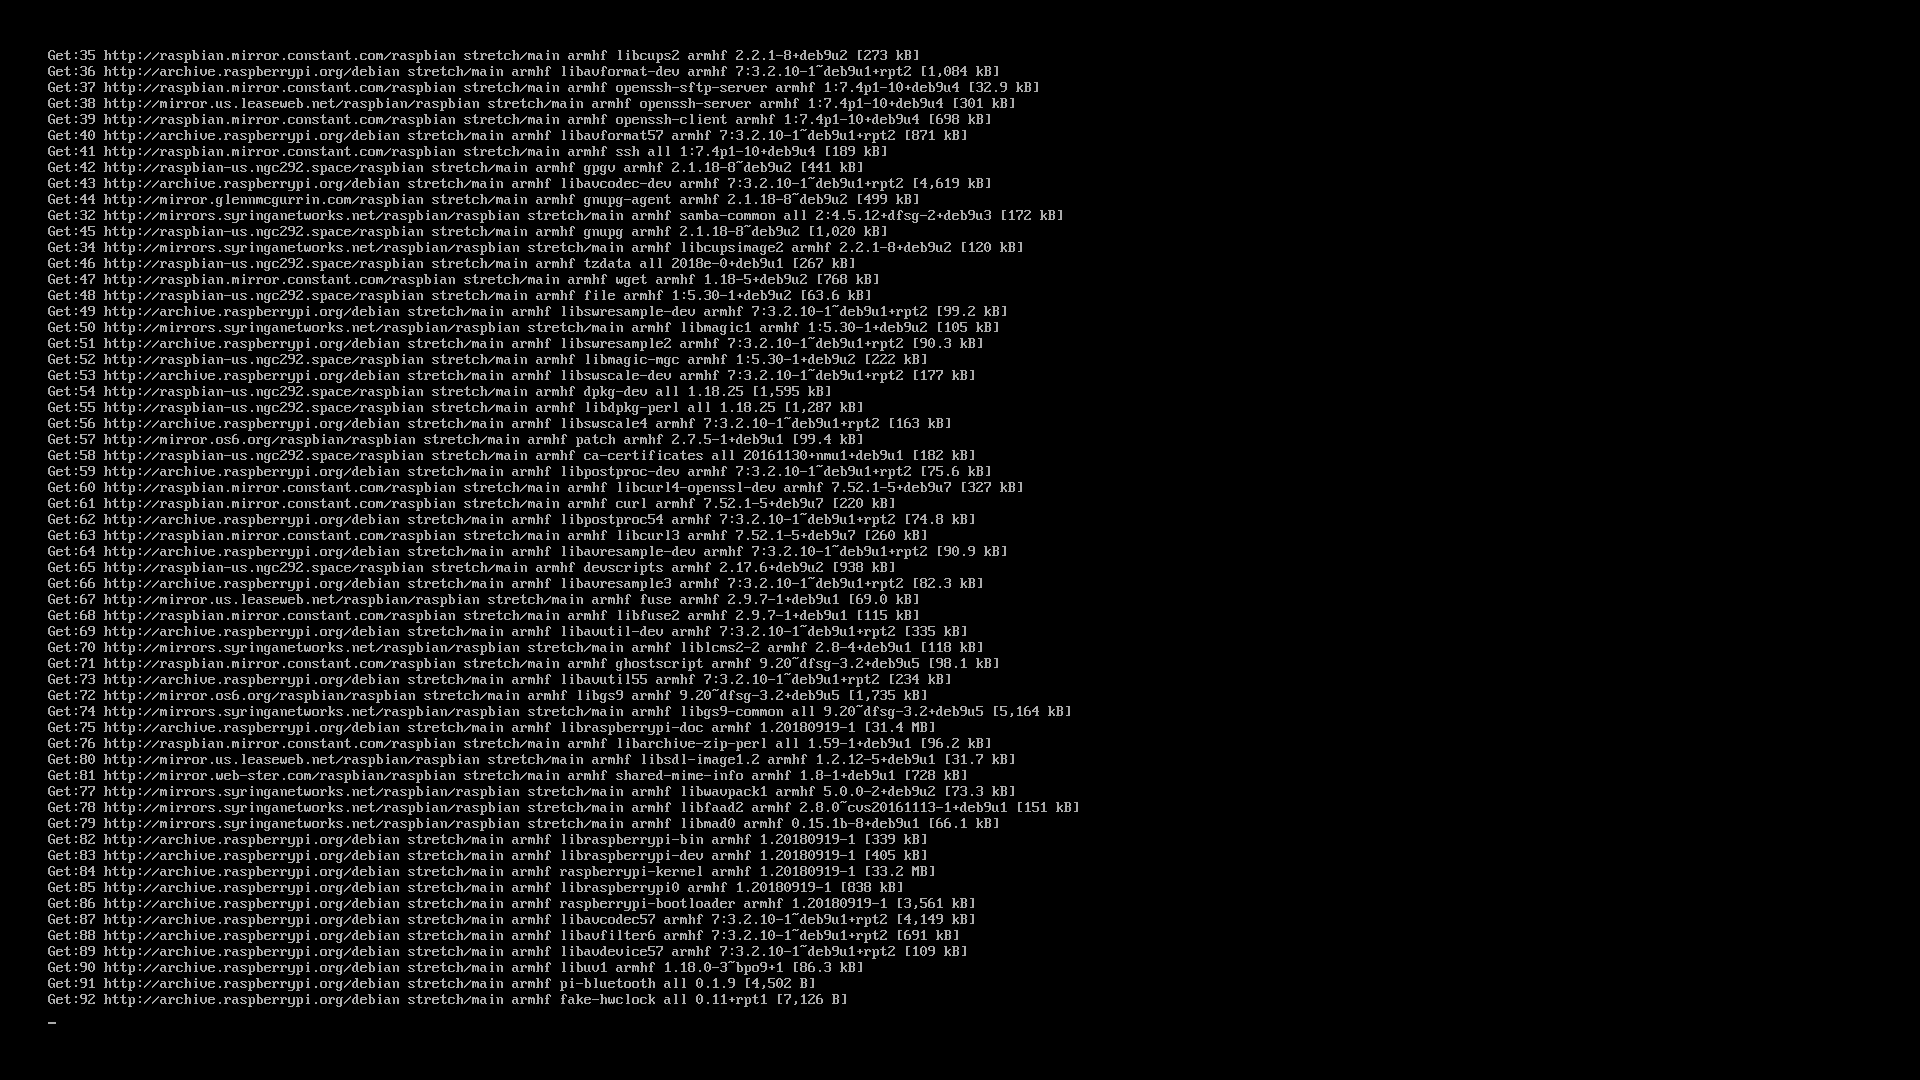 Get:35 http://raspbian.mirror.constant.com/raspbian stretch/main armhf libcups2 armhf 2.2.1-8+deb9u2 [273 kB]
Get:36 http://archive.raspberrypi.org/debian stretch/main armhf libavformat-dev armhf 7:3.2.10-1~deb9u1+rpt2 [1,084 kB]
Get:37 http://raspbian.mirror.constant.com/raspbian stretch/main armhf openssh-sftp-server armhf 1:7.4p1-10+deb9u4 [32.9 kB]
Get:38 http://mirror.us.leaseweb.net/raspbian/raspbian stretch/main armhf openssh-server armhf 1:7.4p1-10+deb9u4 [301 kB]
Get:39 http://raspbian.mirror.constant.com/raspbian stretch/main armhf openssh-client armhf 1:7.4p1-10+deb9u4 [698 kB]
Get:40 http://archive.raspberrypi.org/debian stretch/main armhf libavformat57 armhf 7:3.2.10-1~deb9u1+rpt2 [871 kB]
Get:41 http://raspbian.mirror.constant.com/raspbian stretch/main armhf ssh all 1:7.4p1-10+deb9u4 [189 kB]
Get:42 http://raspbian-us.ngc292.space/raspbian stretch/main armhf gpgv armhf 2.1.18-8~deb9u2 [441 kB]
Get:43 http://archive.raspberrypi.org/debian stretch/main armhf libavcodec-dev armhf 7:3.2.10-1~deb9u1+rpt2 [4,619 kB]
Get:44 http://mirror.glennmcgurrin.com/raspbian stretch/main armhf gnupg-agent armhf 2.1.18-8~deb9u2 [499 kB]
Get:32 http://mirrors.syringanetworks.net/raspbian/raspbian stretch/main armhf samba-common all 2:4.5.12+dfsg-2+deb9u3 [172 kB]
Get:45 http://raspbian-us.ngc292.space/raspbian stretch/main armhf gnupg armhf 2.1.18-8~deb9u2 [1,020 kB]
Get:34 http://mirrors.syringanetworks.net/raspbian/raspbian stretch/main armhf libcupsimage2 armhf 2.2.1-8+deb9u2 [120 kB]
Get:46 http://raspbian-us.ngc292.space/raspbian stretch/main armhf tzdata all 2018e-0+deb9u1 [267 kB]
Get:47 http://raspbian.mirror.constant.com/raspbian stretch/main armhf wget armhf 1.18-5+deb9u2 [768 kB]
Get:48 http://raspbian-us.ngc292.space/raspbian stretch/main armhf file armhf 1:5.30-1+deb9u2 [63.6 kB]
Get:49 http://archive.raspberrypi.org/debian stretch/main armhf libswresample-dev armhf 7:3.2.10-1~deb9u1+rpt2 [99.2 kB]
Get:50 http://mirrors.syringanetworks.net/raspbian/raspbian stretch/main armhf libmagic1 armhf 1:5.30-1+deb9u2 [105 kB]
Get:51 http://archive.raspberrypi.org/debian stretch/main armhf libswresample2 armhf 7:3.2.10-1~deb9u1+rpt2 [90.3 kB]
Get:52 http://raspbian-us.ngc292.space/raspbian stretch/main armhf libmagic-mgc armhf 1:5.30-1+deb9u2 [222 kB]
Get:53 http://archive.raspberrypi.org/debian stretch/main armhf libswscale-dev armhf 7:3.2.10-1~deb9u1+rpt2 [177 kB]
Get:54 http://raspbian-us.ngc292.space/raspbian stretch/main armhf dpkg-dev all 1.18.25 [1,595 kB]
Get:55 http://raspbian-us.ngc292.space/raspbian stretch/main armhf libdpkg-perl all 1.18.25 [1,287 kB]
Get:56 http://archive.raspberrypi.org/debian stretch/main armhf libswscale4 armhf 7:3.2.10-1~deb9u1+rpt2 [163 kB]
Get:57 http://mirror.os6.org/raspbian/raspbian stretch/main armhf patch armhf 2.7.5-1+deb9u1 [99.4 kB]
Get:58 http://raspbian-us.ngc292.space/raspbian stretch/main armhf ca-certificates all 20161130+nmu1+deb9u1 [182 kB]
Get:59 http://archive.raspberrypi.org/debian stretch/main armhf libpostproc-dev armhf 7:3.2.10-1~deb9u1+rpt2 [75.6 kB]
Get:60 http://raspbian.mirror.constant.com/raspbian stretch/main armhf libcurl4-openssl-dev armhf 7.52.1-5+deb9u7 [327 kB]
Get:61 http://raspbian.mirror.constant.com/raspbian stretch/main armhf curl armhf 7.52.1-5+deb9u7 [220 kB]
Get:62 http://archive.raspberrypi.org/debian stretch/main armhf libpostproc54 armhf 7:3.2.10-1~deb9u1+rpt2 [74.8 kB]
Get:63 http://raspbian.mirror.constant.com/raspbian stretch/main armhf libcurl3 armhf 7.52.1-5+deb9u7 [260 kB]
Get:64 http://archive.raspberrypi.org/debian stretch/main armhf libavresample-dev armhf 7:3.2.10-1~deb9u1+rpt2 [90.9 kB]
Get:65 http://raspbian-us.ngc292.space/raspbian stretch/main armhf devscripts armhf 2.17.6+deb9u2 [938 kB]
Get:66 http://archive.raspberrypi.org/debian stretch/main armhf libavresample3 armhf 7:3.2.10-1~deb9u1+rpt2 [82.3 kB]
Get:67 http://mirror.us.leaseweb.net/raspbian/raspbian stretch/main armhf fuse armhf 2.9.7-1+deb9u1 [69.0 kB]
Get:68 http://raspbian.mirror.constant.com/raspbian stretch/main armhf libfuse2 armhf 2.9.7-1+deb9u1 [115 kB]
Get:69 http://archive.raspberrypi.org/debian stretch/main armhf libavutil-dev armhf 7:3.2.10-1~deb9u1+rpt2 [335 kB]
Get:70 http://mirrors.syringanetworks.net/raspbian/raspbian stretch/main armhf liblcms2-2 armhf 2.8-4+deb9u1 [118 kB]
Get:71 http://raspbian.mirror.constant.com/raspbian stretch/main armhf ghostscript armhf 9.20~dfsg-3.2+deb9u5 [98.1 kB]
Get:73 http://archive.raspberrypi.org/debian stretch/main armhf libavutil55 armhf 7:3.2.10-1~deb9u1+rpt2 [234 kB]
Get:72 http://mirror.os6.org/raspbian/raspbian stretch/main armhf libgs9 armhf 9.20~dfsg-3.2+deb9u5 [1,735 kB]
Get:74 http://mirrors.syringanetworks.net/raspbian/raspbian stretch/main armhf libgs9-common all 9.20~dfsg-3.2+deb9u5 [5,164 kB]
Get:75 http://archive.raspberrypi.org/debian stretch/main armhf libraspberrypi-doc armhf 1.20180919-1 [31.4 MB]
Get:76 http://raspbian.mirror.constant.com/raspbian stretch/main armhf libarchive-zip-perl all 1.59-1+deb9u1 [96.2 kB]
Get:80 http://mirror.us.leaseweb.net/raspbian/raspbian stretch/main armhf libsdl-image1.2 armhf 1.2.12-5+deb9u1 [31.7 kB]
Get:81 http://mirror.web-ster.com/raspbian/raspbian stretch/main armhf shared-mime-info armhf 1.8-1+deb9u1 [728 kB]
Get:77 http://mirrors.syringanetworks.net/raspbian/raspbian stretch/main armhf libwavpack1 armhf 5.0.0-2+deb9u2 [73.3 kB]
Get:78 http://mirrors.syringanetworks.net/raspbian/raspbian stretch/main armhf libfaad2 armhf 2.8.0~cvs20161113-1+deb9u1 [151 kB]
Get:79 http://mirrors.syringanetworks.net/raspbian/raspbian stretch/main armhf libmad0 armhf 0.15.1b-8+deb9u1 [66.1 kB]
Get:82 http://archive.raspberrypi.org/debian stretch/main armhf libraspberrypi-bin armhf 1.20180919-1 [339 kB]
Get:83 http://archive.raspberrypi.org/debian stretch/main armhf libraspberrypi-dev armhf 1.20180919-1 [405 kB]
Get:84 http://archive.raspberrypi.org/debian stretch/main armhf raspberrypi-kernel armhf 1.20180919-1 [33.2 MB]
Get:85 http://archive.raspberrypi.org/debian stretch/main armhf libraspberrypi0 armhf 1.20180919-1 [838 kB]
Get:86 http://archive.raspberrypi.org/debian stretch/main armhf raspberrypi-bootloader armhf 1.20180919-1 [3,561 kB]
Get:87 http://archive.raspberrypi.org/debian stretch/main armhf libavcodec57 armhf 7:3.2.10-1~deb9u1+rpt2 [4,149 kB]
Get:88 http://archive.raspberrypi.org/debian stretch/main armhf libavfilter6 armhf 7:3.2.10-1~deb9u1+rpt2 [691 kB]
Get:89 http://archive.raspberrypi.org/debian stretch/main armhf libavdevice57 armhf 7:3.2.10-1~deb9u1+rpt2 [109 kB]
Get:90 http://archive.raspberrypi.org/debian stretch/main armhf libuv1 armhf 1.18.0-3~bpo9+1 [86.3 kB]
Get:91 http://archive.raspberrypi.org/debian stretch/main armhf pi-bluetooth all 0.1.9 [4,502 B]
Get:92 http://archive.raspberrypi.org/debian stretch/main armhf fake-hwclock all 0.11+rpt1 [7,126 B]